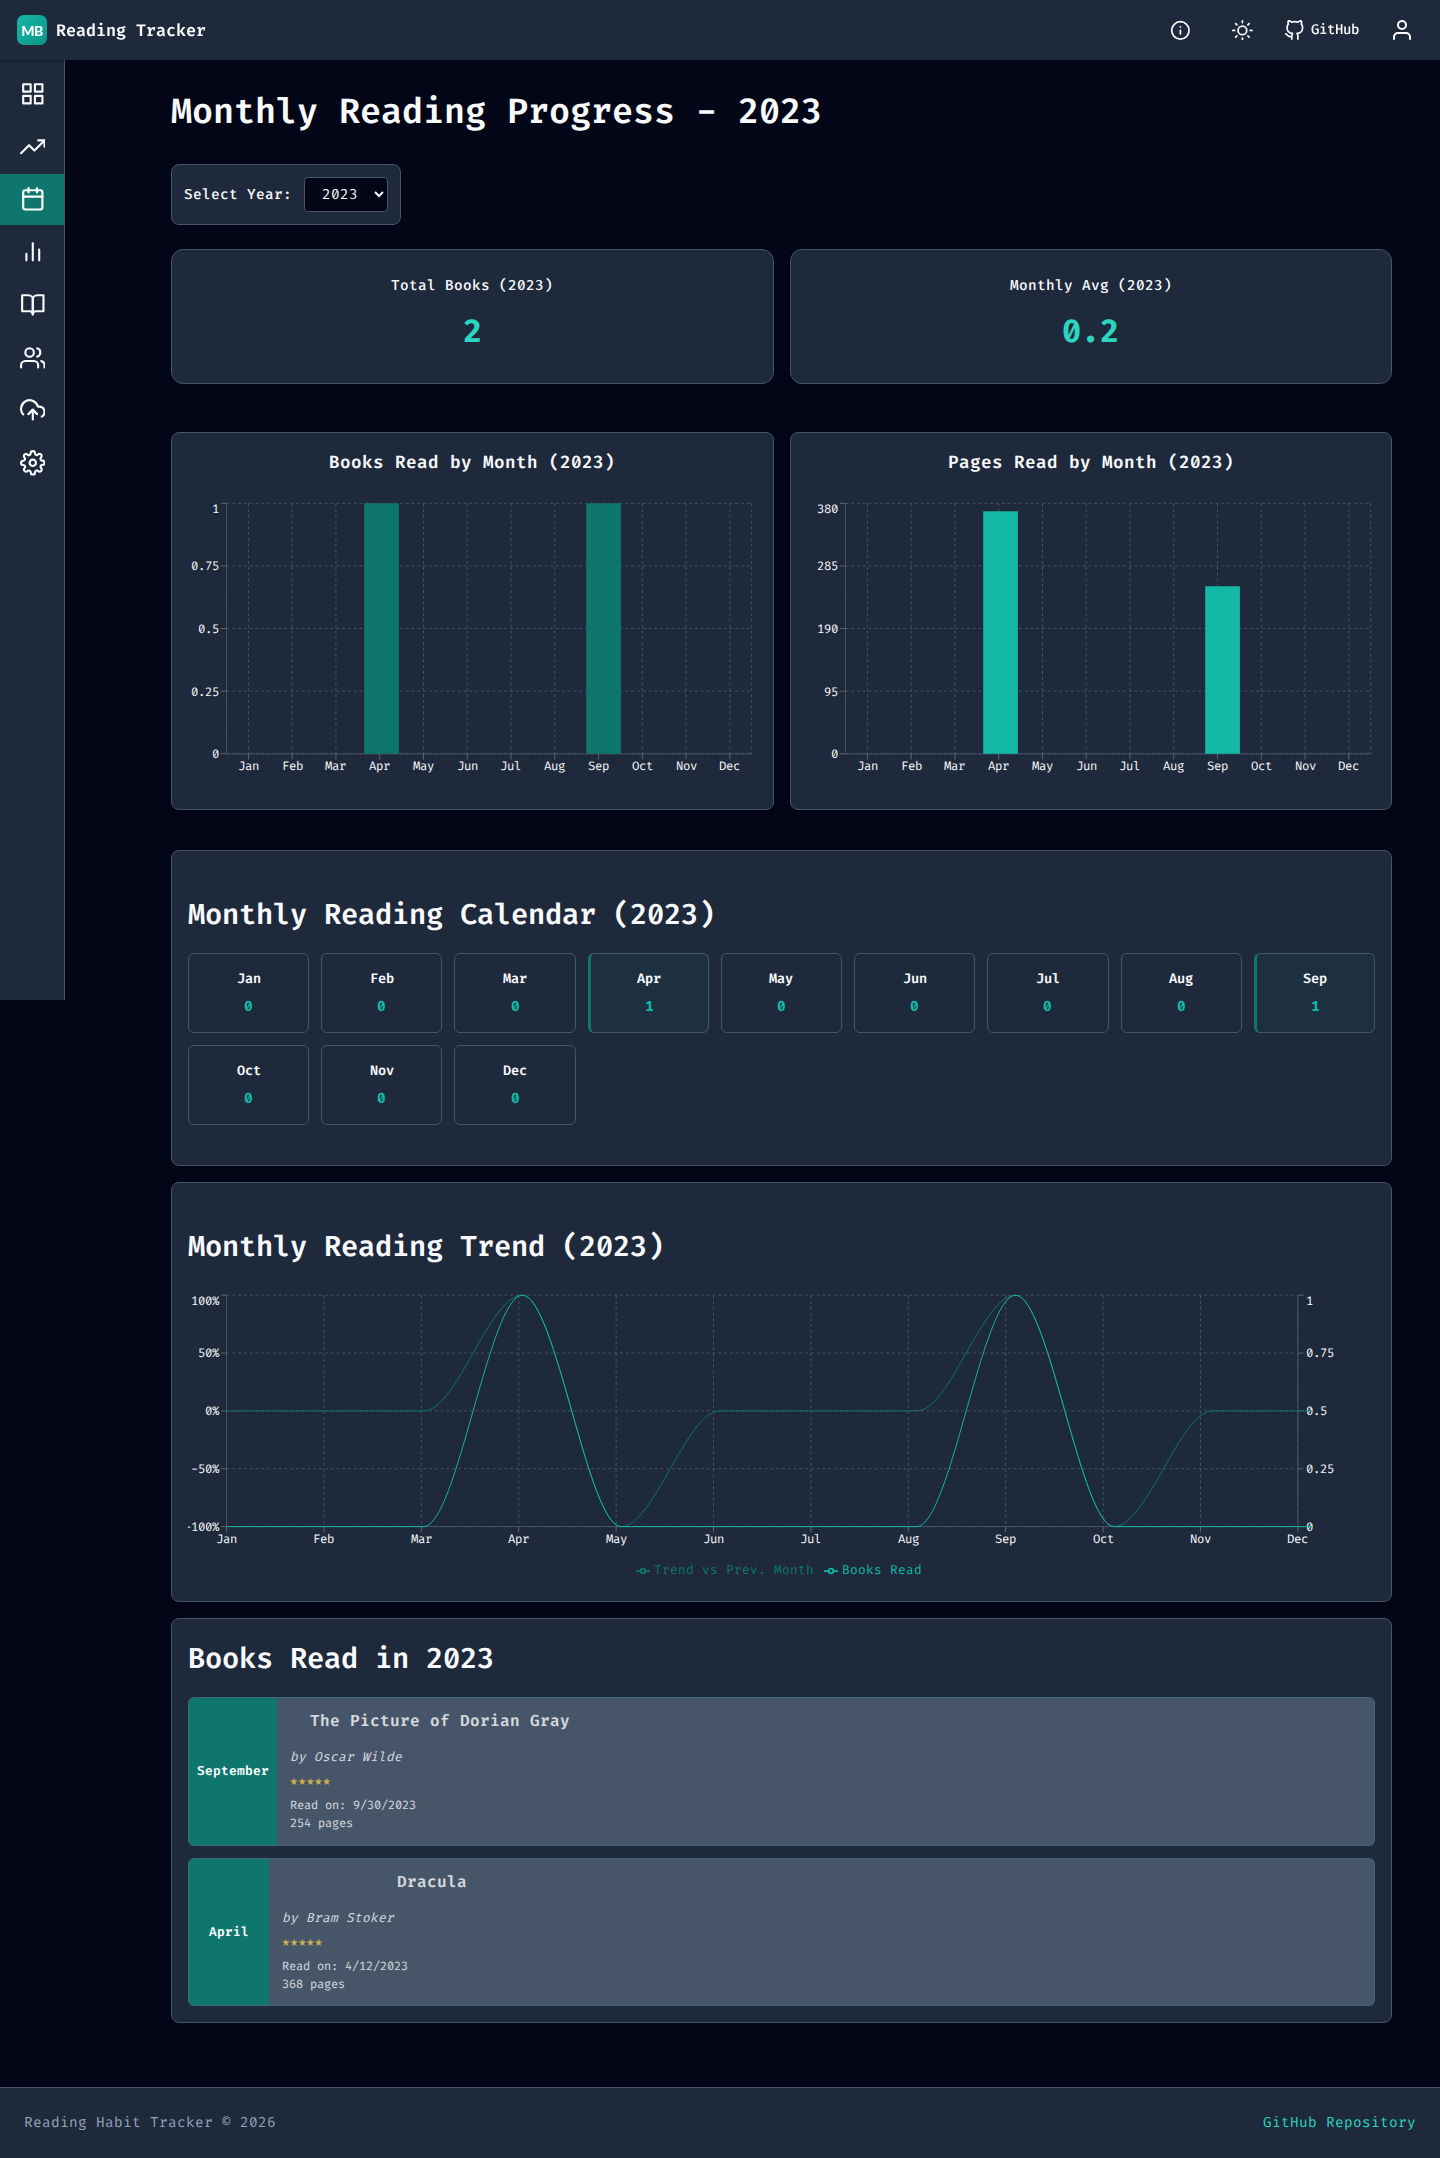 MB Reading Tracker
GitHub
Monthly Reading Progress - 2023
Select Year: 2023
Total Books (2023)
2
Monthly Avg (2023)
0.2
Books Read by Month (2023)
1
0.75
0.5
0.25
0
Jan Feb Mar Apr May Jun Jul Aug Sep Oct Nov Dec
Pages Read by Month (2023)
380
285
190
95
0
Jan Feb Mar Apr May Jun Jul Aug Sep Oct Nov Dec
Monthly Reading Calendar (2023)
Jan Feb Mar Apr May Jun Jul Aug Sep
0 0 0 1 0 0 0 0 1
Oct Nov Dec
0 0 0
Monthly Reading Trend (2023)
100% 1
50% 0.75
0% 0.5
-50% 0.25
-100% 0
Jan Feb Mar Apr May Jun Jul Aug Sep Oct Nov Dec
Trend vs Prev. Month Books Read
Books Read in 2023
September
The Picture of Dorian Gray
by Oscar Wilde
★★★★★
Read on: 9/30/2023
254 pages
April
Dracula
by Bram Stoker
★★★★★
Read on: 4/12/2023
368 pages
Reading Habit Tracker © 2026
GitHub Repository